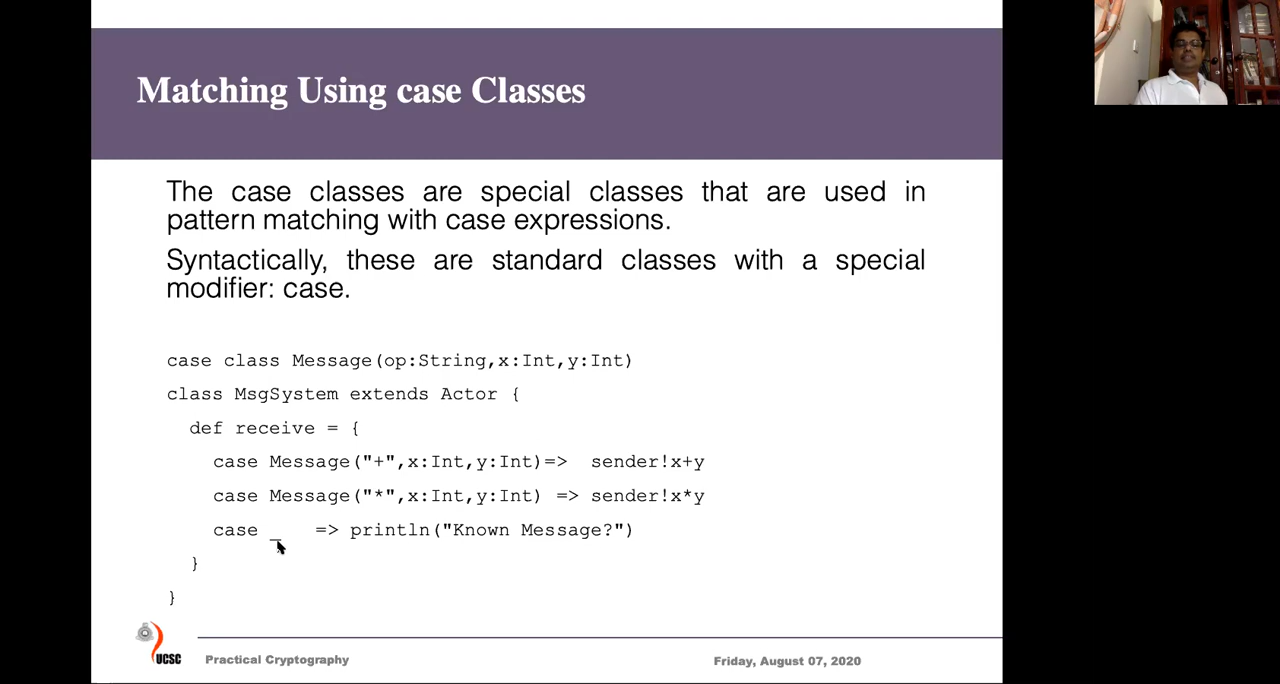 Matching Using case Classes
The case classes are special classes that are used in
pattern matching with case expressions.
Syntactically, these are standard classes with a special
modifier: case.
case class Message(op:String,x:Int,y:Int)
class MsgSystem extends Actor {
def receive = {
case Message("+",x:Int,y:Int)=> sender!x+y
case Message("*",x:Int,y:Int) => sender!x*y
case _ => println("Known Message?")
}
}
UCSC
Practical Cryptography
Friday, August 07, 2020